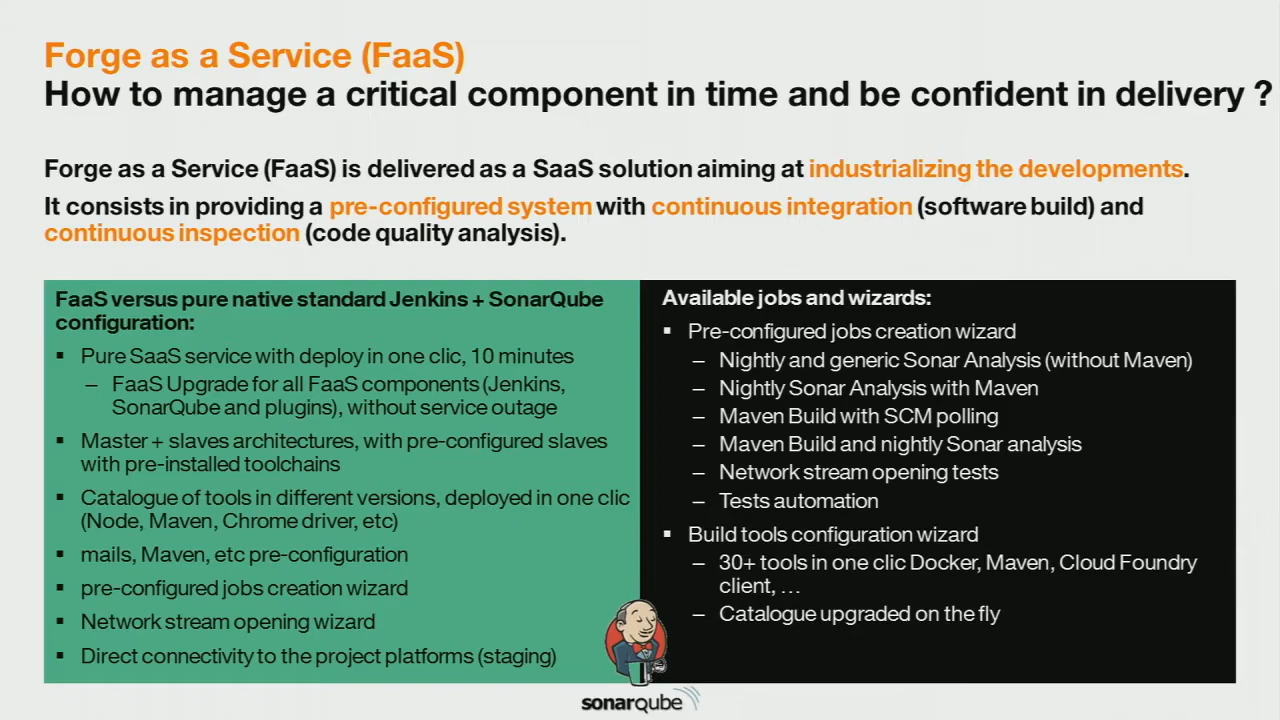 Forge as a Service (FaaS)
How to manage a critical component in time and be confident in delivery ?
Forge as a Service (FaaS) is delivered as a SaaS solution aiming at industrializing the developments.
It consists in providing a pre-configured system with continuous integration (software build) and
continuous inspection (code quality analysis).
FaaS versus pure native standard Jenkins + SonarQube
configuration:
▪ Pure SaaS service with deploy in one clic, 10 minutes
– FaaS Upgrade for all FaaS components (Jenkins,
SonarQube and plugins), without service outage
▪ Master + slaves architectures, with pre-configured slaves
with pre-installed toolchains
▪ Catalogue of tools in different versions, deployed in one clic
(Node, Maven, Chrome driver, etc)
▪ mails, Maven, etc pre-configuration
▪ pre-configured jobs creation wizard
▪ Network stream opening wizard
▪ Direct connectivity to the project platforms (staging)
Available jobs and wizards:
▪ Pre-configured jobs creation wizard
– Nightly and generic Sonar Analysis (without Maven)
– Nightly Sonar Analysis with Maven
– Maven Build with SCM polling
– Maven Build and nightly Sonar analysis
– Network stream opening tests
– Tests automation
▪ Build tools configuration wizard
– 30+ tools in one clic Docker, Maven, Cloud Foundry
client, …
– Catalogue upgraded on the fly
sonarqube